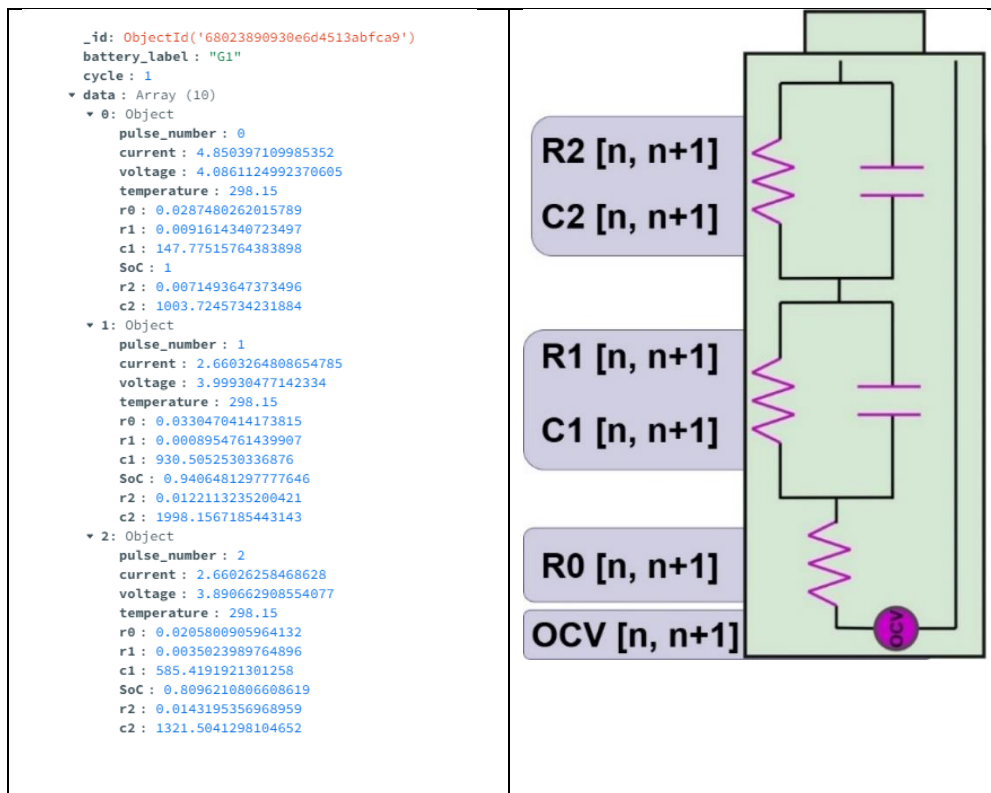 _id: ObjectId('68023890930e6d4513abfca9')
battery_label : "G1"
cycle : 1
data : Array (10)
0: Object
pulse_number : 0
current : 4.850397109985352
voltage : 4.0861124992370605
temperature : 298.15
r0 : 0.0287480262015789
r1 : 0.0091614340723497
c1 : 147.77515764383898
SoC : 1
r2 : 0.0071493647373496
c2 : 1003.7245734231884
1: Object
pulse_number : 1
current : 2.6603264808654785
voltage : 3.99930477142334
temperature : 298.15
r0 : 0.0330470414173815
r1 : 0.0008954761439907
c1 : 930.5052530336876
SoC : 0.9406481297777646
r2 : 0.0122113235200421
c2 : 1998.1567185443143
2: Object
pulse_number : 2
current : 2.66026258468628
voltage : 3.890662908554077
temperature : 298.15
r0 : 0.0205800905964132
r1 : 0.0035023989764896
c1 : 585.4191921301258
SoC : 0.8096210806608619
r2 : 0.0143195356968959
c2 : 1321.5041298104652
R2 [n, n+1]
C2 [n, n+1]
R1 [n, n+1]
C1 [n, n+1]
R0 [n, n+1]
OCV [n, n+1]
OCV